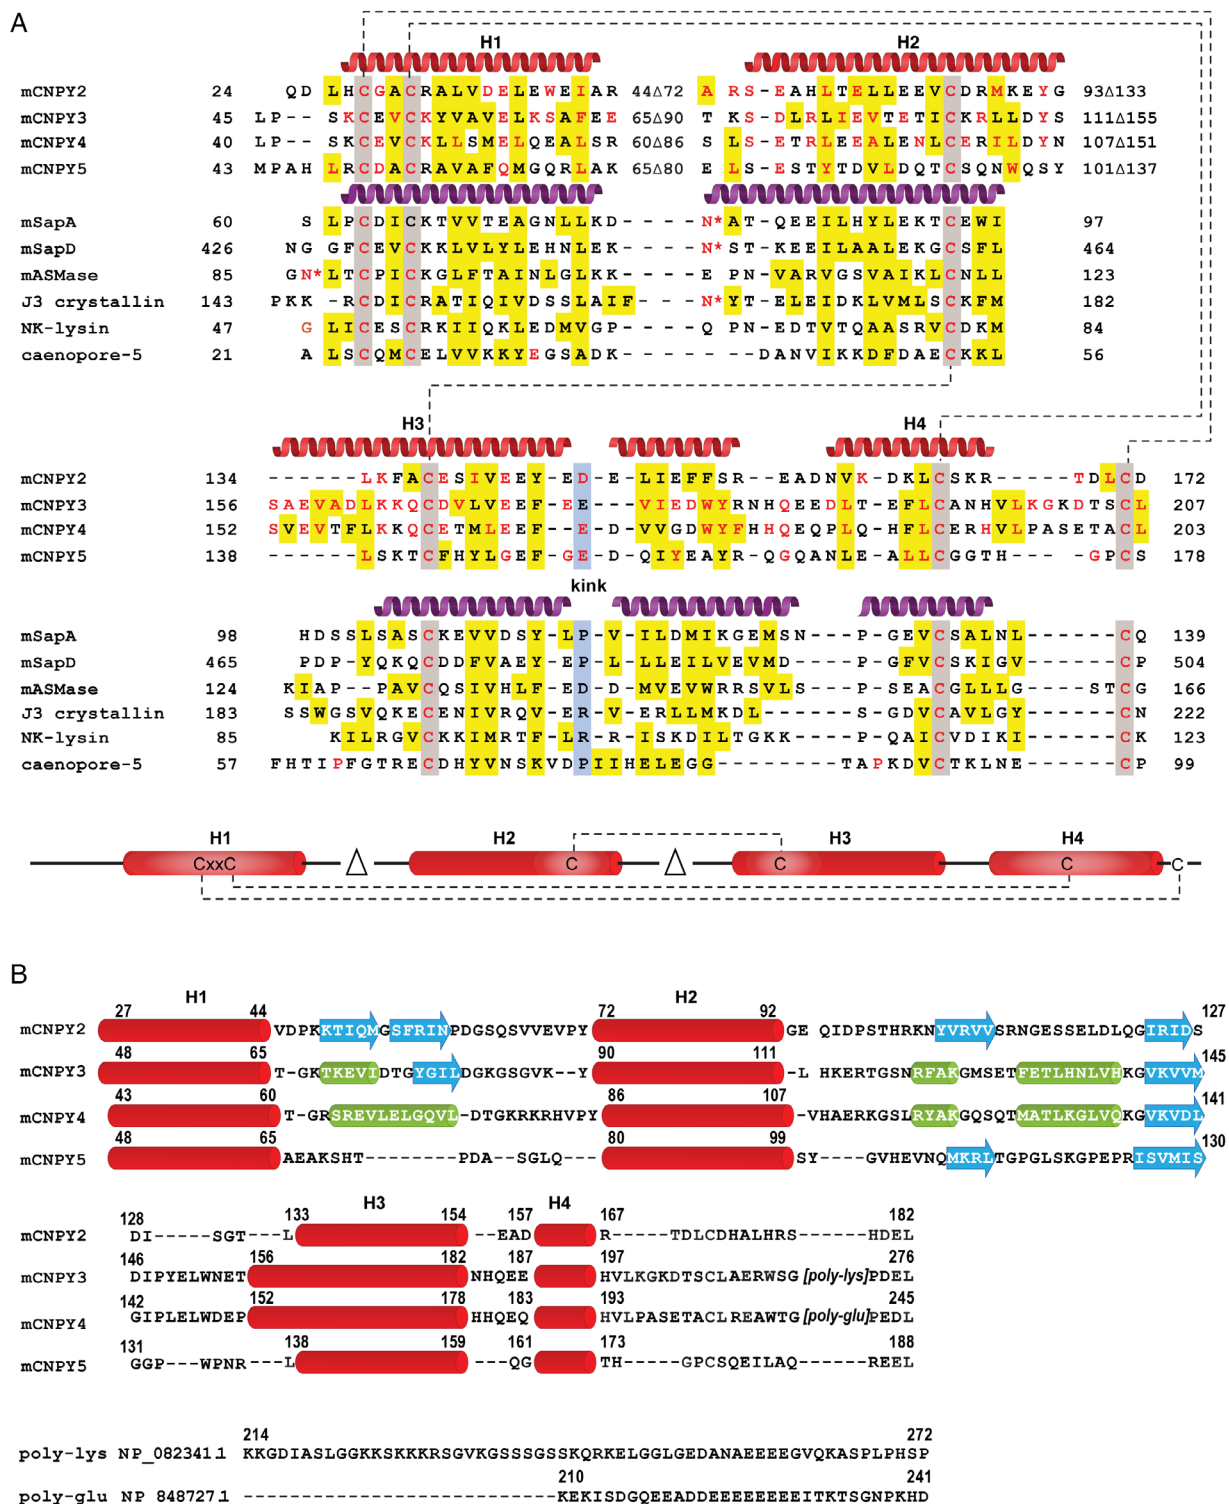 A
H1 H2
mCNPY2 24 QD LHCGACRALVDELEWEIAR 44Δ72 A RS-EAHLTELLEEVCDRMKEYG 93Δ133
mCNPY3 45 LP--SKCEVCKYVAVELKSAFEE 65Δ90 T KS-DLRLIEVTETICKRLLDYS 111Δ155
mCNPY4 40 LP--SKCEVCKLLSMELQEALSR 60Δ86 S LS-ETRLEEALENLCERILDYN 107Δ151
mCNPY5 43 MPAHLRCDACRAVAFQMGQRLAK 65Δ80 E LS-ESTYTDVLDQTCSQNWQSY 101Δ137
mSapA 60 S LPCDICKTVVTEAGNLLKD-----N*AT-QEEILHYLEKTCEWI 97
mSapD 426 NG GFCEVCKKLVLYLEHNLEK-----N*ST-KEEILAALEKGCSFL 464
mASMase 85 GN*LTCPICKGLFTAINLGLKK-----E PN-VARVGSVAIKLCNLL 123
J3 crystallin 143 PKK -RCDICRATIQIVDSSLAIF----N*YT-ELEIDKLVMLSCKFM 182
NK-lysin 47 G LICESCRKIIQKLEDMVGP-----Q PN-EDTVTQAASRVCDKM 84
caenopore-5 21 A LSCQMCELVVKKYEGSADK------DANVIKKDFDAECKKL 56
H3 H4
mCNPY2 134 ----LKFACESIVEEY-ED-ELIEFFSR--EADNVK-DKLCSKR----TDLCD 172
mCNPY3 156 SAEVADLKKQCDVLVEEF-EE--VIEDWYRNHQEEDLT-EFLCANHVLKGKDTSCL 207
mCNPY4 152 SVEVTFLKKQCETMLEEF-ED-VVGDWYFHHQEQPLQ-HFLCERHVLPASETACL 203
mCNPY5 138 ----LSKTCFHYLGEF-GED-QIYEAYR-QGQANLE-ALLCGGTH----GPCS 178
kink
mSapA 98 HDSSLSASCKEVVDSY-LP-V-ILDMIKGEMSN---P-GEVCSALNL------CQ 139
mSapD 465 PDP-YQKQCDDFVAEY-EP-L-LLEILVEVMD----P-GFVCSKIGV------CP 504
mASMase 124 KIAP--PAVCQSIVHLF-ED-D-MVEVWRRSVLS--P-SEACGLLLG----STCG 166
J3 crystallin 183 SSWGSVQKECENIVRQV-ER-V-ERLLMKDL-----S-GDVCAVLGY------CN 222
NK-lysin 85 KILRGVCKKIMRTF-LR-R-ISKDILTGKK---P-QAICVDIKI------CK 123
caenopore-5 57 FHTIPFGTRECDHYVNSKVDPIIHELEGG--------TAPKDVCTKLNE------CP 99
H1 H2 H3 H4
CxxC Δ C Δ C C C
B
H1 H2
27 44 72 92 127
mCNPY2 VDPKKTIQMGSFRINPDGSQSVVEVPY GEQIDPSTHRKNYVRVVSRNGESSELDLQGIRIDS
48 65 90 111 145
mCNPY3 T-GKTKEVIDTGYGILDGKGSGVK--Y -LHKERTGSNRFAKGMSETFETLHNLVHKGVKVVM
43 60 86 107 141
mCNPY4 T-GRSREVLELGQVL-DTGKRKRHVPY -VHAERKGSLRYAKGQSQTMATLKGLVQKGVKVDL
48 65 80 99 130
mCNPY5 AEAKSHT------PDA--SGLQ-- SY---GVHEVNQMKRLTGPGLSKGPEPRISVMIS
H3 H4
128 133 154 157 167 182
mCNPY2 DI-----SGT--L --EAD R----TDLCDHALHRS------HDEL
146 156 182 187 197 276
mCNPY3 DIPYELWNET NHQEE HVLKGKDTSCLAERWSG [poly-lys]PDEL
142 152 178 183 193 245
mCNPY4 GIPLELWDEP HHQEQ HVLPASETACLREAWTG [poly-glu]PEDL
131 138 159 161 173 188
mCNPY5 GGP---WPNR--L ---QG TH----GPCSQEILAQ------REEL
214 272
poly-lys NP_082341.1 KKGDIASLGGKKSKKKRSGVKGSSSGSSKQRKELGGLGEDANAEEEEGVQKASPLPHSP
210 241
poly-glu NP 848727.1 --------------------KEKISDGQEEADDEEEEEEEEEITKTSGNPKHD